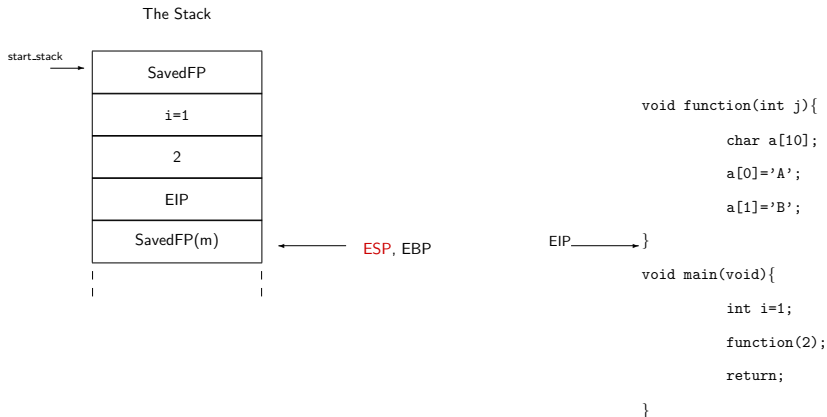 The Stack
start_stack
SavedFP
i=1
2
EIP
SavedFP(m)
ESP, EBP
EIP
void function(int j){
char a[10];
a[0]='A';
a[1]='B';
}
void main(void){
int i=1;
function(2);
return;
}